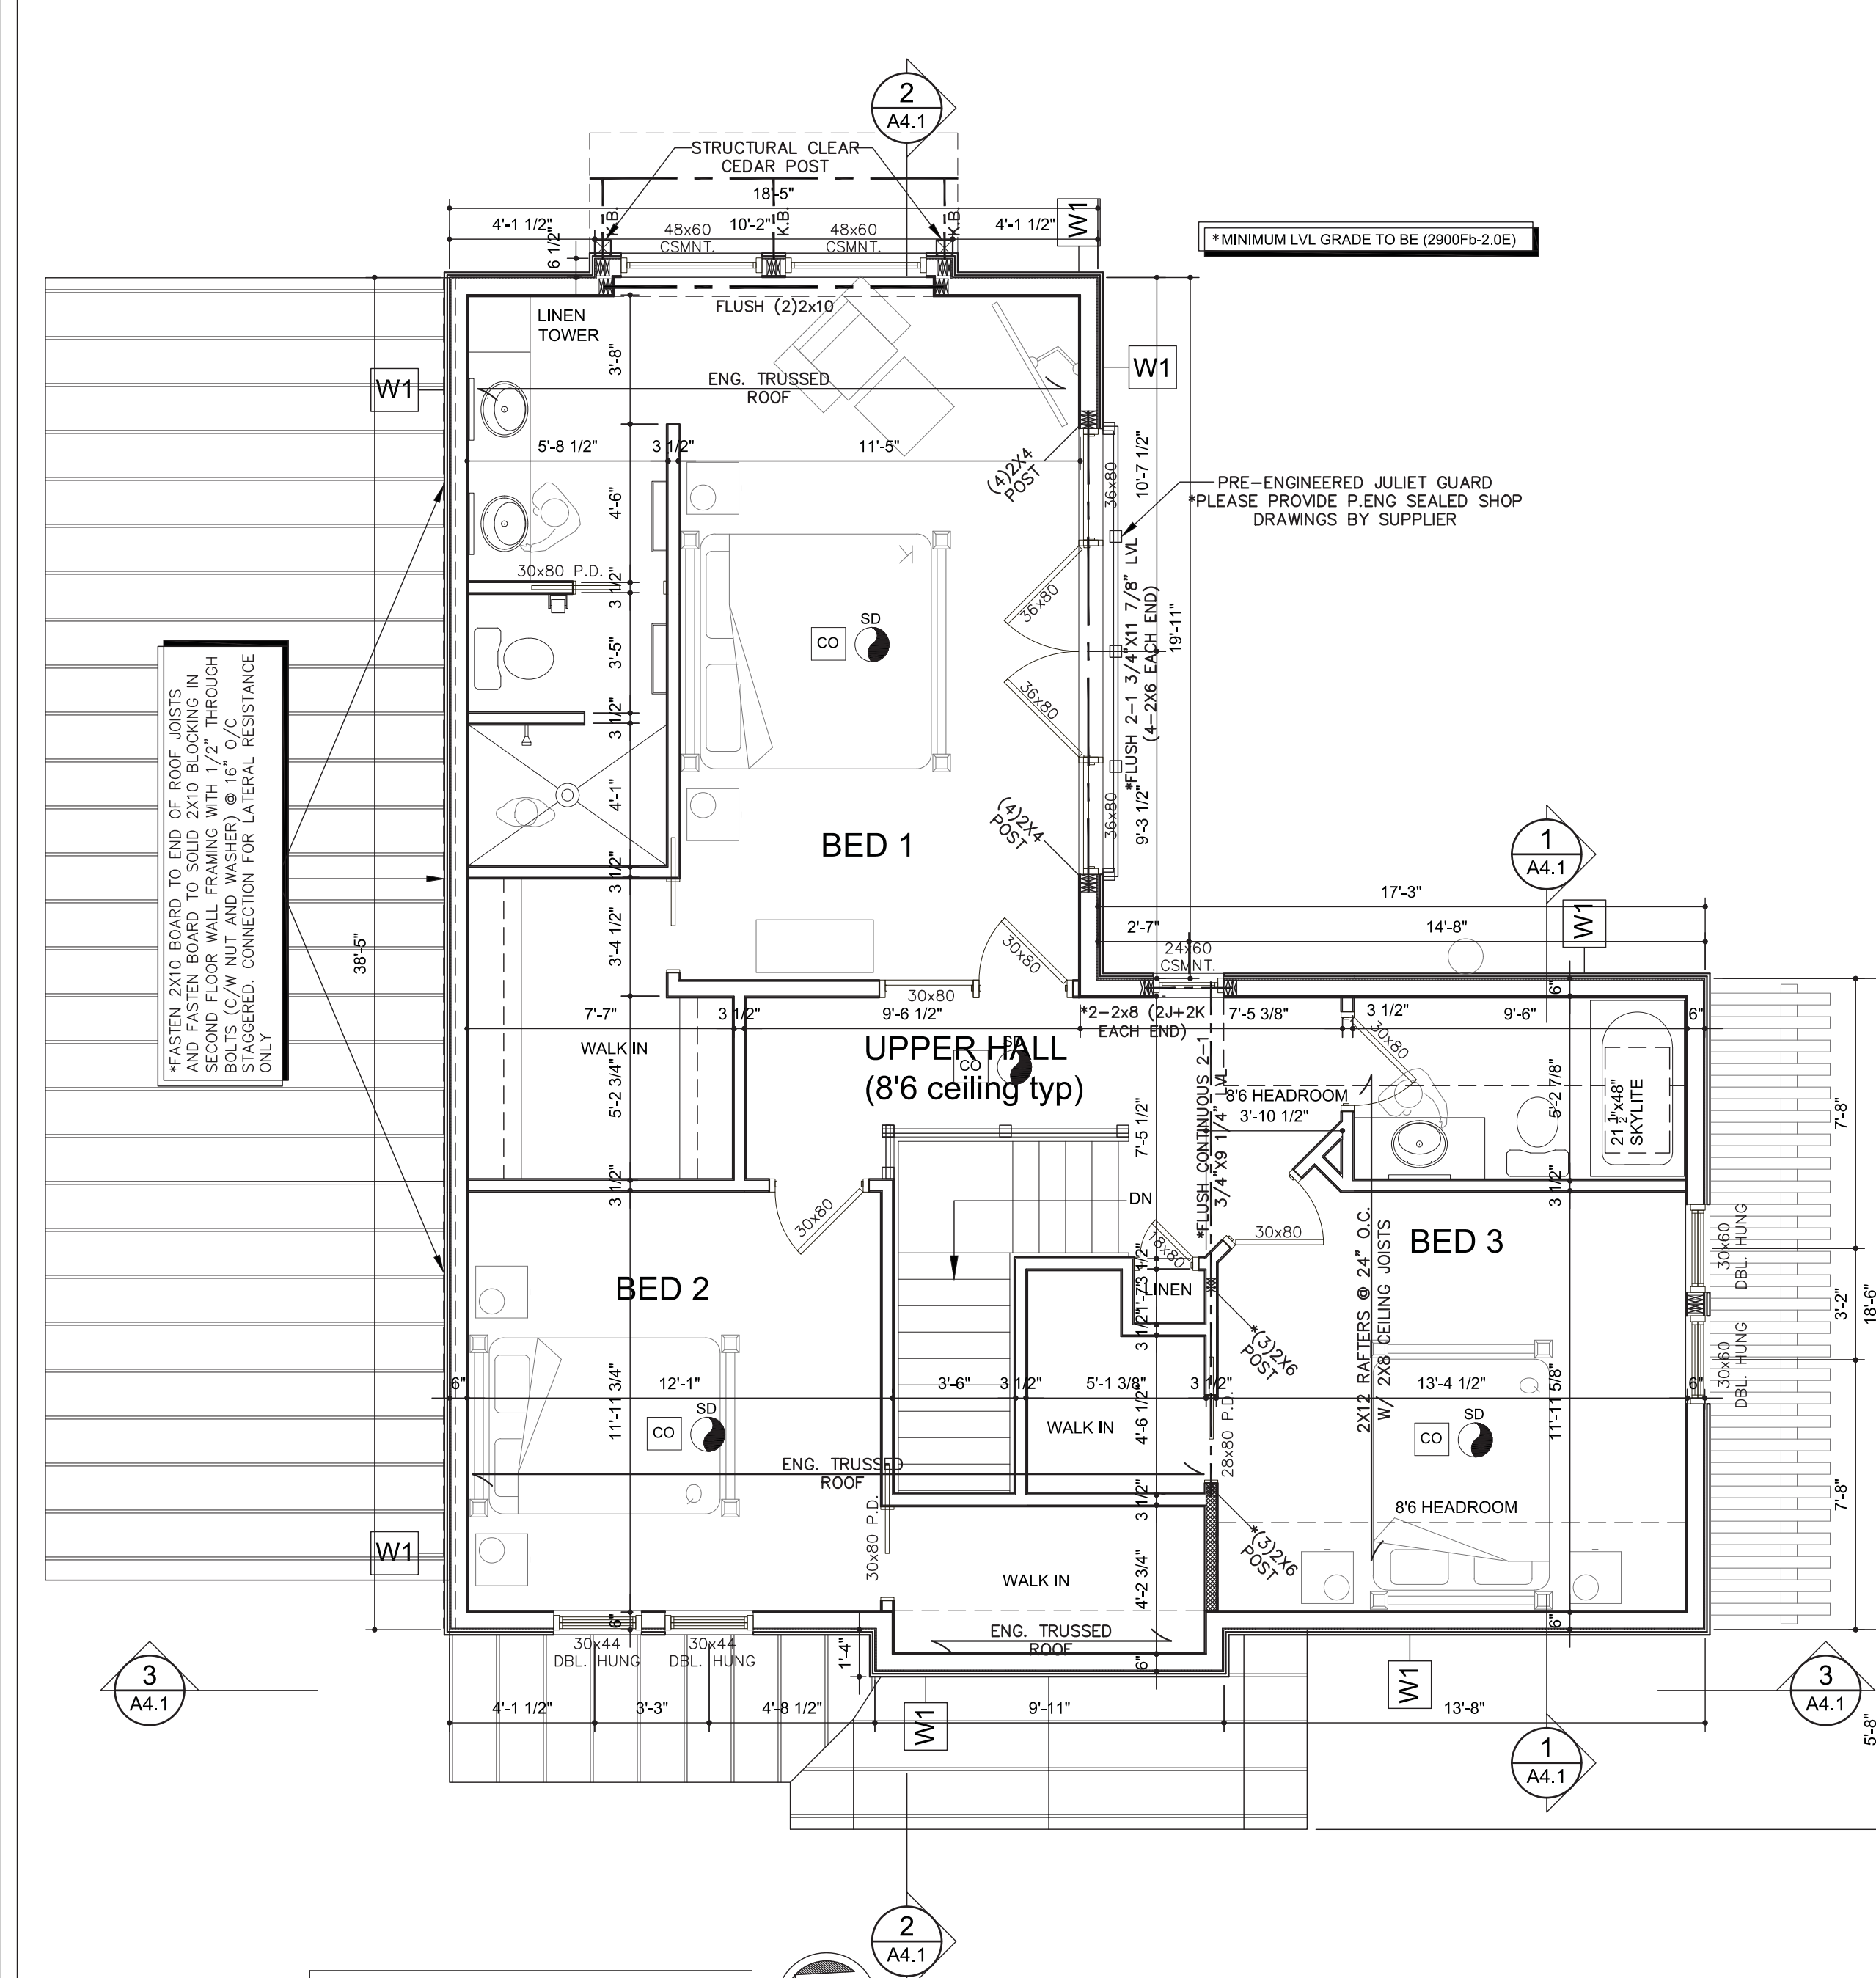 2
A4.1
STRUCTURAL CLEAR
CEDAR POST
18'-5"
4'-1 1/2"
10'-2"
4'-1 1/2"
K.B.
K.B.
K.B.
48x60
CSMNT.
48x60
CSMNT.
6 1/2"
W1
*MINIMUM LVL GRADE TO BE (2900Fb-2.0E)
FLUSH (2)2x10
LINEN
TOWER
3'-8"
W1
ENG. TRUSSED
ROOF
W1
5'-8 1/2"
3 1/2"
11'-5"
(4)2X4
POST
36x80
10'-7 1/2"
PRE-ENGINEERED JULIET GUARD
*PLEASE PROVIDE P.ENG SEALED SHOP
DRAWINGS BY SUPPLIER
4'-6"
30x80 P.D.
3 1/2"
36x80
*FLUSH 2-1 3/4"X11 7/8" LVL
(4-2X6 EACH END)
19'-11"
K
CO
SD
3'-5"
36x80
3 1/2"
*FASTEN 2X10 BOARD TO END OF ROOF JOISTS
AND FASTEN BOARD TO SOLID 2X10 BLOCKING IN
SECOND FLOOR WALL FRAMING WITH 1/2" THROUGH
BOLTS (C/W NUT AND WASHER) @ 16" O/C
STAGGERED. CONNECTION FOR LATERAL RESISTANCE
ONLY
38'-5"
4'-1"
(4)2X4
POST
36x80
9'-3 1/2"
BED 1
3 1/2"
1
A4.1
17'-3"
2'-7"
14'-8"
W1
3'-4 1/2"
30x80
24x60
CSMNT.
30x80
6"
7'-7"
3 1/2"
9'-6 1/2"
*2-2x8 (2J+2K
EACH END)
7'-5 3/8"
3 1/2"
9'-6"
6"
WALK IN
UPPER HALL
(8'6 ceiling typ)
CO
SD
30x80
5'-2 3/4"
8'6 HEADROOM
3'-10 1/2"
5'-2 7/8"
21 1/2"x48"
SKYLITE
7'-8"
7'-5 1/2"
*FLUSH CONTINUOUS 2-1
3/4"X9 1/4" LVL
3 1/2"
DN
3 1/2"
30x80
18x80
30x80
BED 3
BED 2
LINEN
3 1/2"
1'-7"
3 1/2"
2X12 RAFTERS @ 24" O.C.
W/ 2X8 CEILING JOISTS
30x60
DBL. HUNG
3'-2"
18'-6"
30x60
DBL. HUNG
*(3)2X6
POST
6"
11'-11 3/4"
12'-1"
3'-6"
3 1/2"
5'-1 3/8"
3 1/2"
13'-4 1/2"
11'-11 5/8"
6"
CO
SD
WALK IN
4'-6 1/2"
28x80 P.D.
CO
SD
ENG. TRUSSED
ROOF
3 1/2"
8'6 HEADROOM
7'-8"
30x80 P.D.
*(3)2X6
POST
W1
WALK IN
4'-2 3/4"
6"
6"
30x44
DBL. HUNG
30x44
DBL. HUNG
1'-4"
ENG. TRUSSED
ROOF
6"
W1
3
A4.1
3
A4.1
4'-1 1/2"
3'-3"
4'-8 1/2"
W1
9'-11"
13'-8"
5'-8"
1
A4.1
2
A4.1